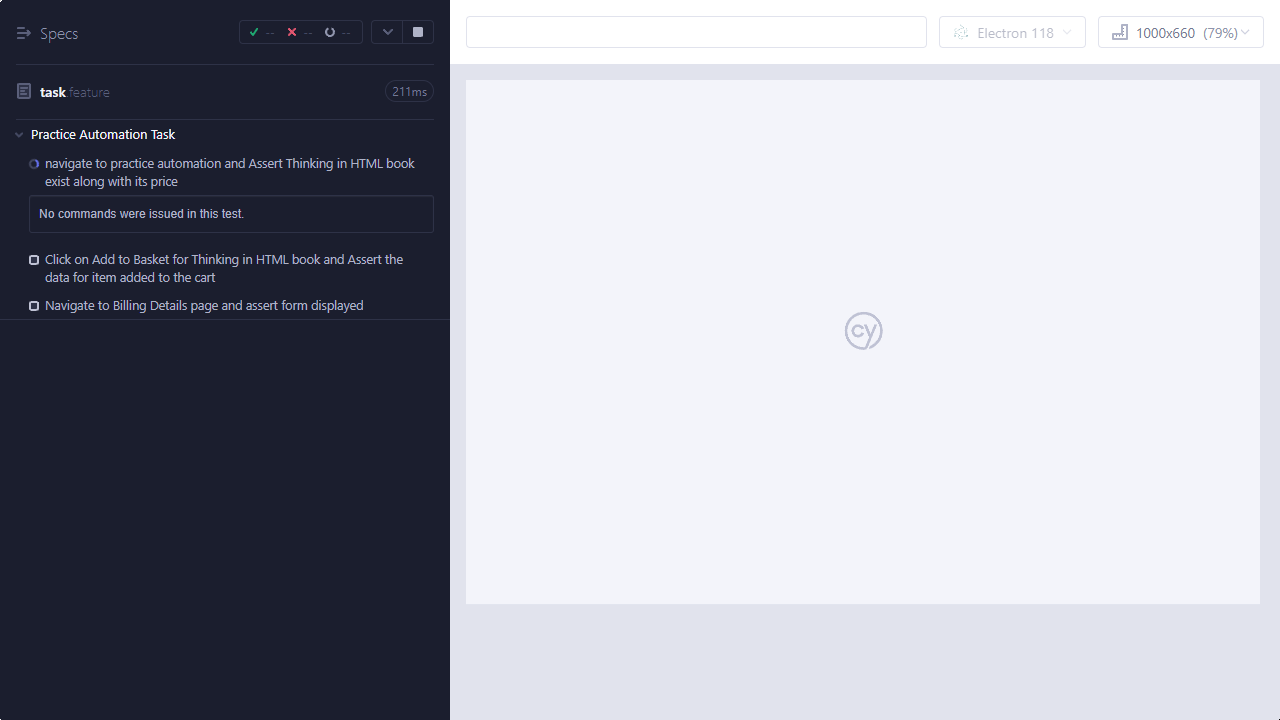 Specs
--
--
--
task.feature
211ms
Practice Automation Task
navigate to practice automation and Assert Thinking in HTML book
exist along with its price
No commands were issued in this test.
Click on Add to Basket for Thinking in HTML book and Assert the
data for item added to the cart
Navigate to Billing Details page and assert form displayed
Electron 118
1000x660 (79%)
cy